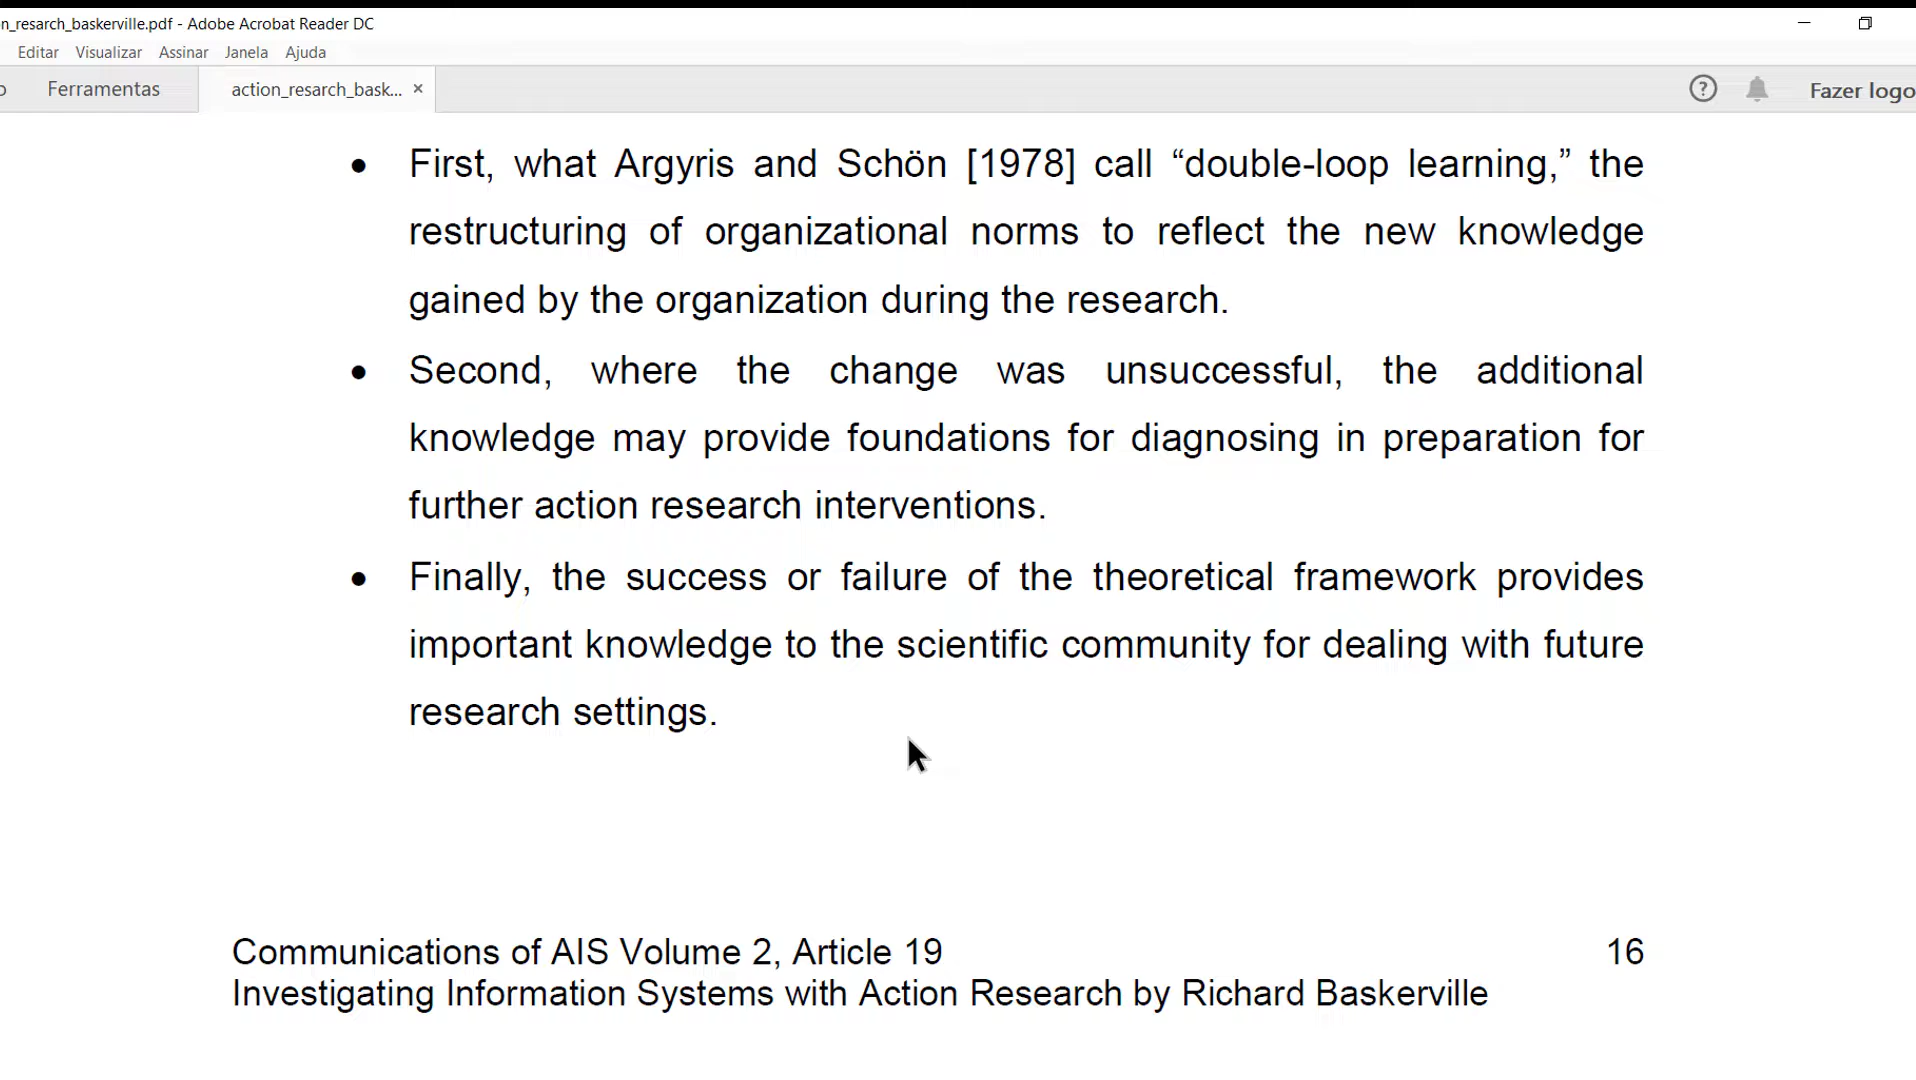 n_resarch_baskerville.pdf - Adobe Acrobat Reader DC
Editar Visualizar Assinar Janela Ajuda
Ferramentas action_resarch_bask... × ? Fazer logo
• First, what Argyris and Schön [1978] call “double-loop learning,” the
restructuring of organizational norms to reflect the new knowledge
gained by the organization during the research.
• Second, where the change was unsuccessful, the additional
knowledge may provide foundations for diagnosing in preparation for
further action research interventions.
• Finally, the success or failure of the theoretical framework provides
important knowledge to the scientific community for dealing with future
research settings.
Communications of AIS Volume 2, Article 19 16
Investigating Information Systems with Action Research by Richard Baskerville